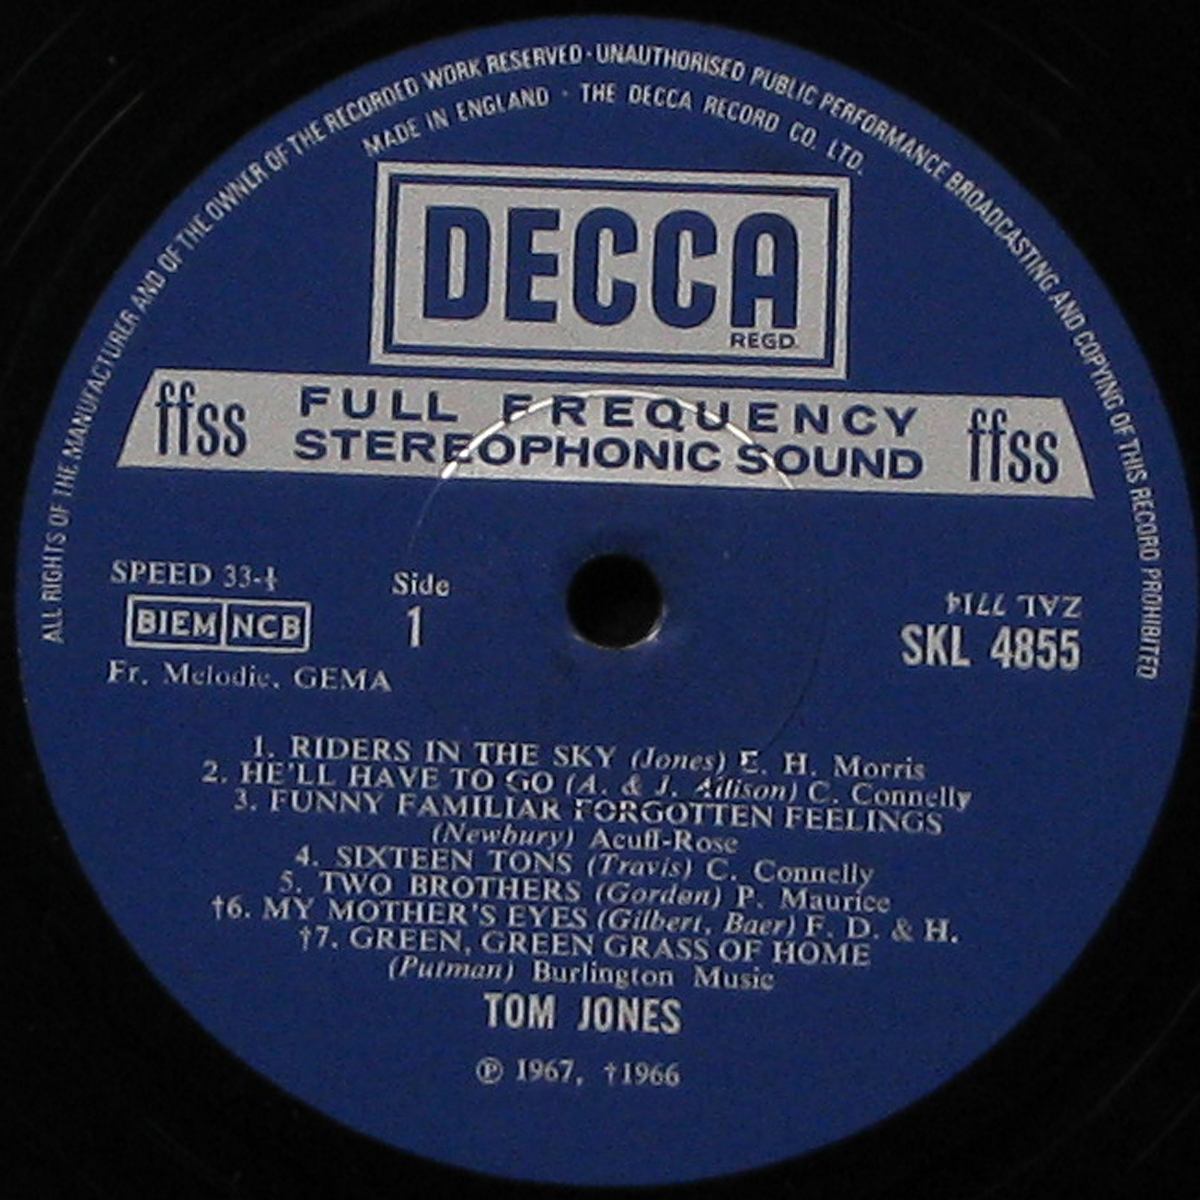 ALL RIGHTS OF THE MANUFACTURER AND OF THE OWNER OF THE RECORDED WORK RESERVED · UNAUTHORISED PUBLIC PERFORMANCE BROADCASTING AND COPYING OF THIS RECORD PROHIBITED
MADE IN ENGLAND · THE DECCA RECORD CO. LTD.
DECCA
REGD.
ffss FULL FREQUENCY ffss
STEREOPHONIC SOUND
SPEED 33-⅓
Side
1
BIEM NCB
Fr. Melodie. GEMA
ZAL 7714
SKL 4855
1. RIDERS IN THE SKY (Jones) E. H. Morris
2. HE'LL HAVE TO GO (A. & J. Allison) C. Connelly
3. FUNNY FAMILIAR FORGOTTEN FEELINGS
(Newbury) Acuff-Rose
4. SIXTEEN TONS (Travis) C. Connelly
5. TWO BROTHERS (Gordon) P. Maurice
†6. MY MOTHER'S EYES (Gilbert, Baer) F. D. & H.
†7. GREEN, GREEN GRASS OF HOME
(Putman) Burlington Music
TOM JONES
℗ 1967, †1966